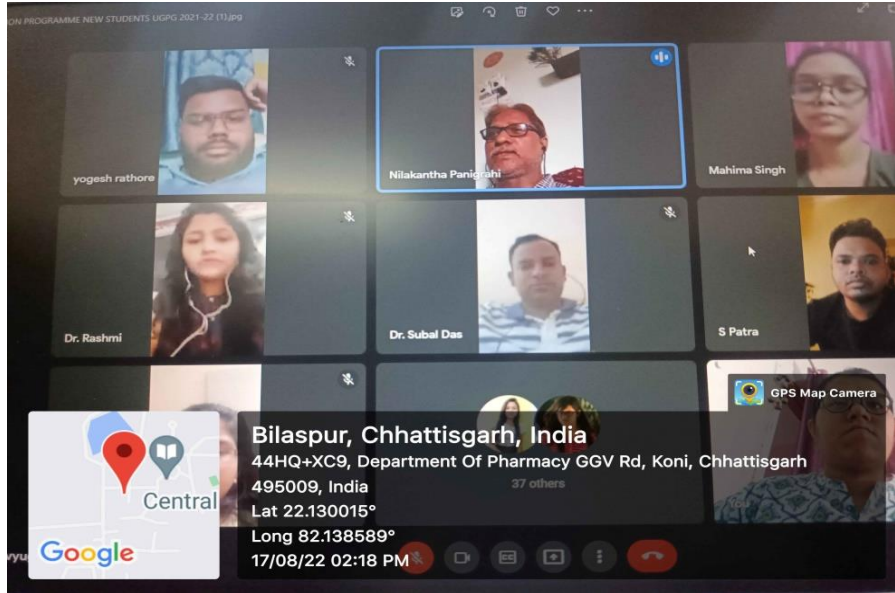 ON PROGRAMME NEW STUDENTS UGPG 2021-22 (1).jpg
yogesh rathore
Nilakantha Panigrahi
Mahima Singh
Dr. Rashmi
Dr. Subal Das
S Patra
GPS Map Camera
Bilaspur, Chhattisgarh, India
44HQ+XC9, Department Of Pharmacy GGV Rd, Koni, Chhattisgarh
495009, India
37 others
You
Lat 22.130015°
Long 82.138589°
17/08/22 02:18 PM
Central
Google
CC